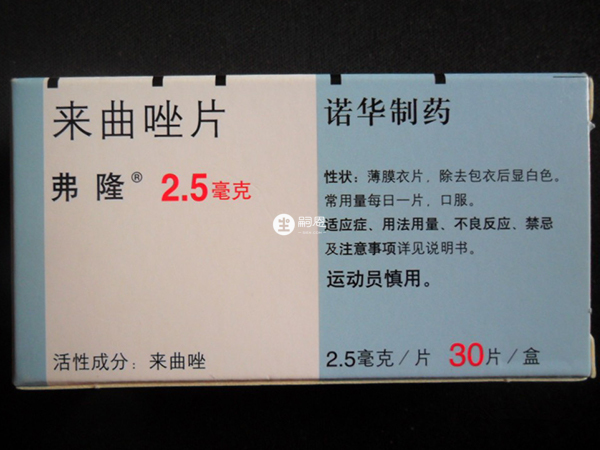 来曲唑片
弗隆® 2.5毫克
活性成分：来曲唑
诺华制药
性状：薄膜衣片，除去包衣后显白色。
常用量每日一片，口服。
适应症、用法用量、不良反应、禁忌
及注意事项详见说明书。
运动员慎用。
2.5毫克/片 30片/盒
嗣恩